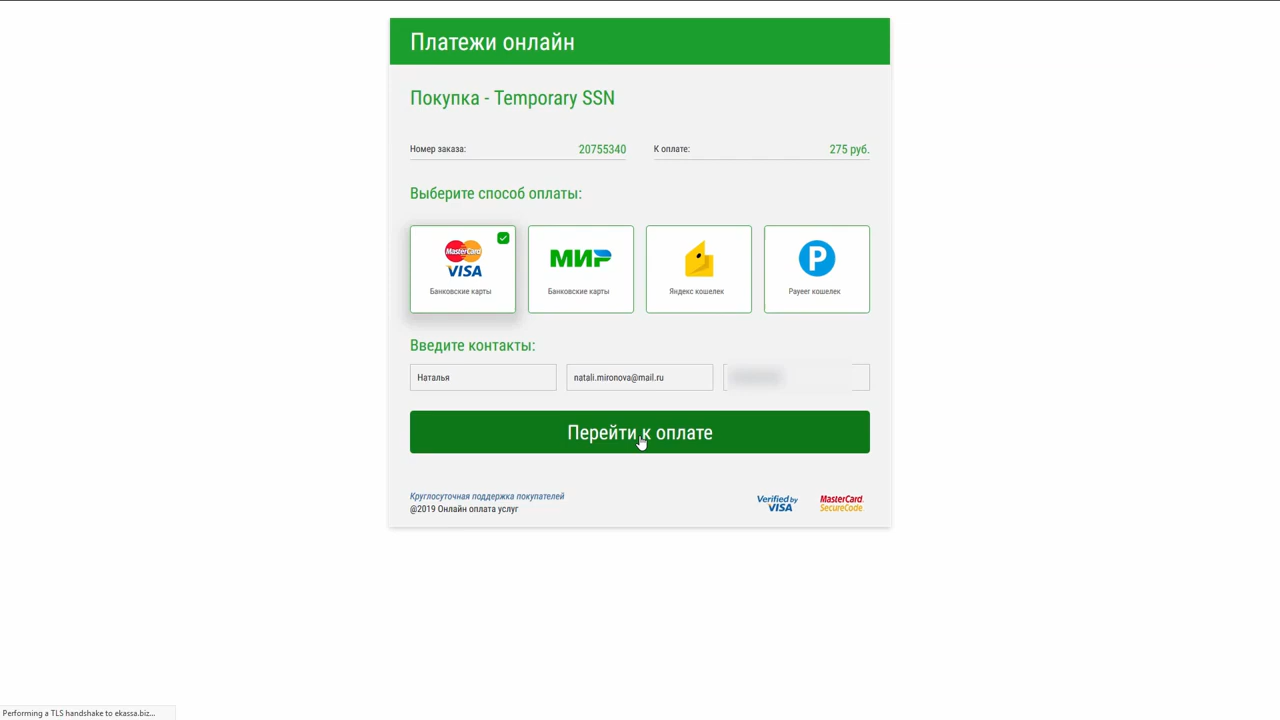 Платежи онлайн
Покупка - Temporary SSN
Номер заказа: 20755340 К оплате: 275 руб.
Выберите способ оплаты:
MasterCard МИР P
VISA
Банковские карты Банковские карты Яндекс кошелек Payeer кошелек
Введите контакты:
Наталья natali.mironova@mail.ru
Перейти к оплате
Круглосуточная поддержка покупателей Verified by MasterCard.
@2019 Онлайн оплата услуг VISA SecureCode
Performing a TLS handshake to ekassa.biz...